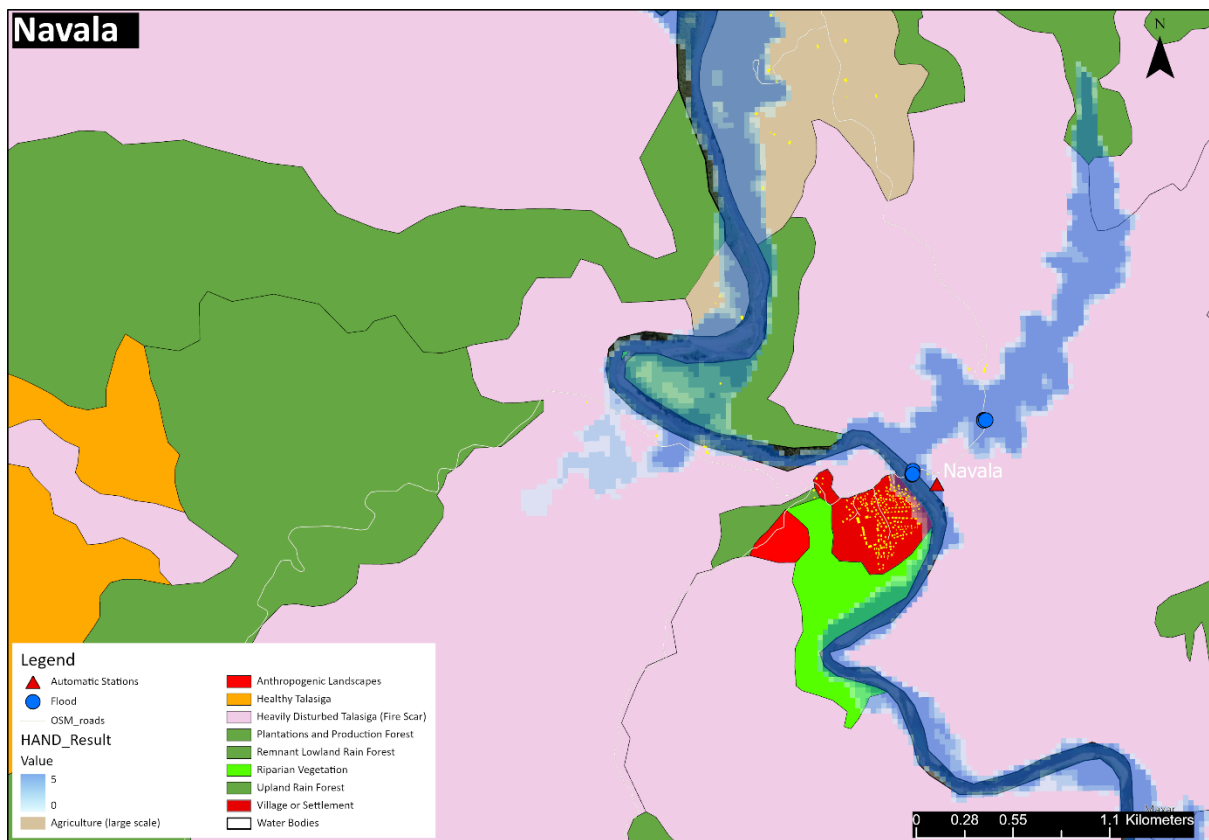 Navala
N
Navala
Legend
Automatic Stations
Flood
OSM_roads
HAND_Result
Value
5
0
Agriculture (large scale)
Anthropogenic Landscapes
Healthy Talasiga
Heavily Disturbed Talasiga (Fire Scar)
Plantations and Production Forest
Remnant Lowland Rain Forest
Riparian Vegetation
Upland Rain Forest
Village or Settlement
Water Bodies
Kilometers
0 0.28 0.55 1.1